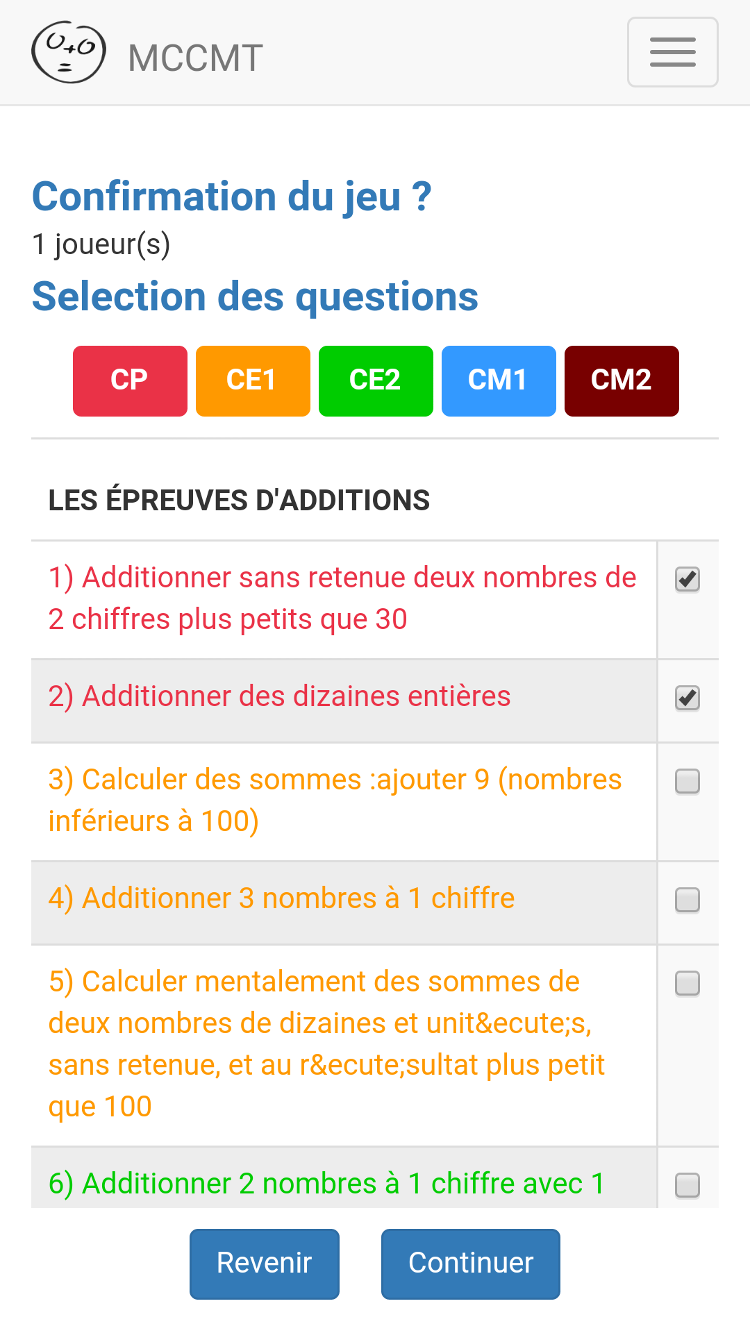 MCCMT
Confirmation du jeu ?
1 joueur(s)
Selection des questions
CP CE1 CE2 CM1 CM2
LES ÉPREUVES D'ADDITIONS
1) Additionner sans retenue deux nombres de
2 chiffres plus petits que 30
2) Additionner des dizaines entières
3) Calculer des sommes :ajouter 9 (nombres
inférieurs à 100)
4) Additionner 3 nombres à 1 chiffre
5) Calculer mentalement des sommes de
deux nombres de dizaines et unit&ecute;s,
sans retenue, et au r&ecute;sultat plus petit
que 100
6) Additionner 2 nombres à 1 chiffre avec 1
Revenir Continuer